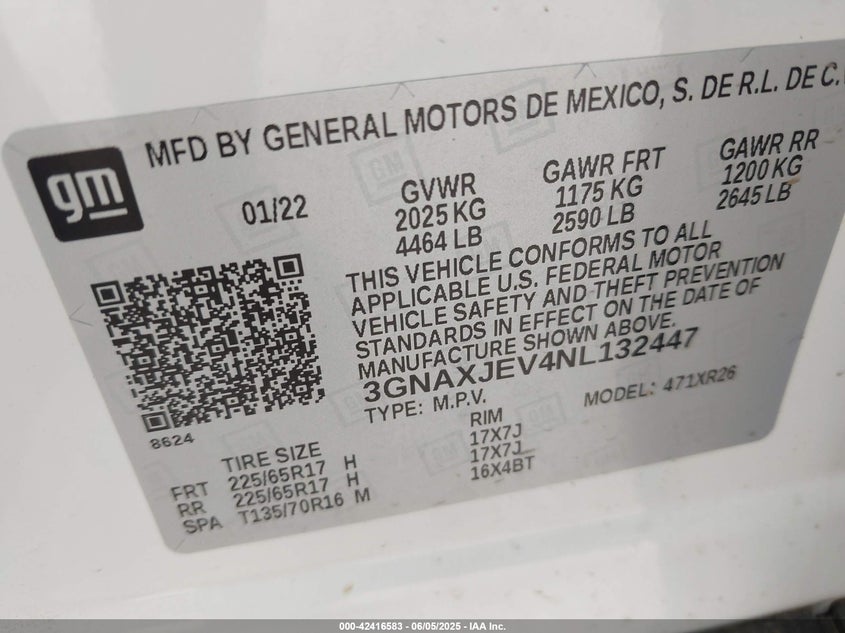 MFD BY GENERAL MOTORS DE MEXICO, S. DE R.L. DE C.
gm
01/22
GVWR
2025 KG
4464 LB
GAWR FRT
1175 KG
2590 LB
GAWR RR
1200 KG
2645 LB
THIS VEHICLE CONFORMS TO ALL
APPLICABLE U.S. FEDERAL MOTOR
VEHICLE SAFETY AND THEFT PREVENTION
STANDARDS IN EFFECT ON THE DATE OF
MANUFACTURE SHOWN ABOVE.
3GNAXJEV4NL132447
TYPE: M.P.V.
MODEL: 471XR26
8624
TIRE SIZE
RIM
FRT 225/65R17 H 17X7J
RR 225/65R17 H 17X7J
SPA T135/70R16 M 16X4BT
000-42416583 - 06/05/2025 - IAA Inc.